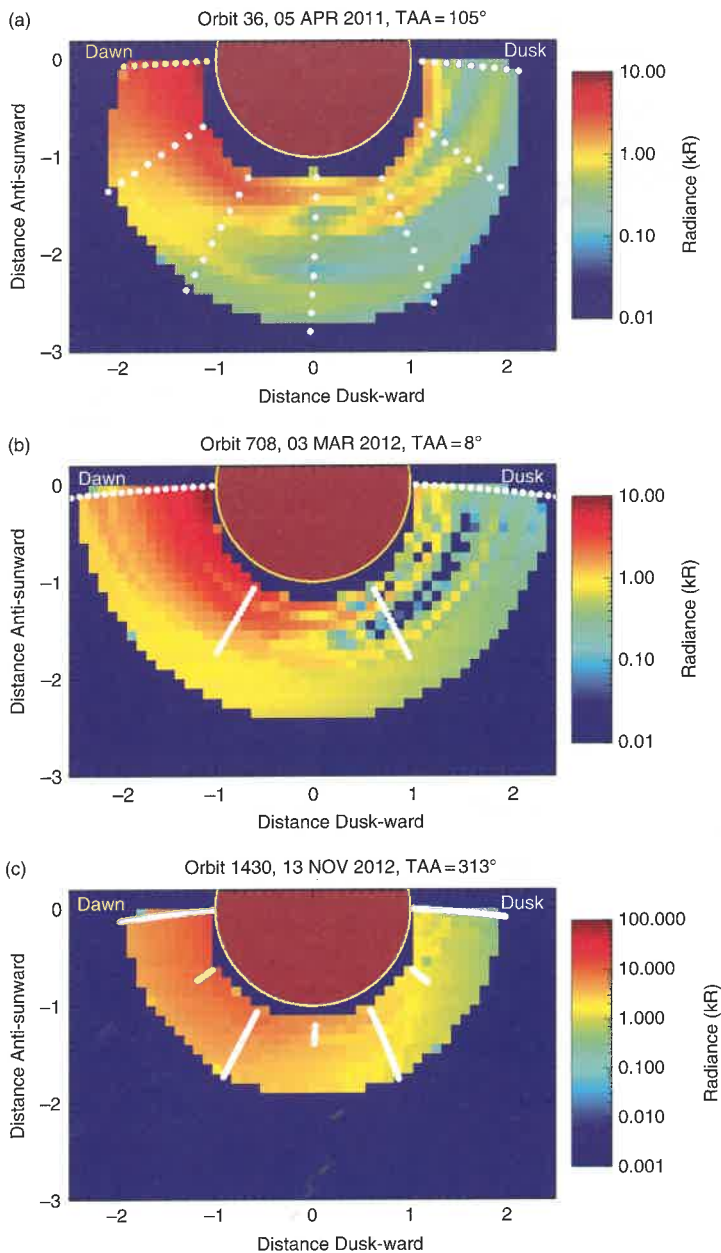 (a) Orbit 36, 05 APR 2011, TAA = 105°
Dawn
Dusk
0
−1
−2
−3
Distance Anti-sunward
−2 −1 0 1 2
Distance Dusk-ward
10.00
1.00
0.10
0.01
Radiance (kR)
(b) Orbit 708, 03 MAR 2012, TAA = 8°
Dawn
Dusk
0
−1
−2
−3
Distance Anti-sunward
−2 −1 0 1 2
Distance Dusk-ward
10.00
1.00
0.10
0.01
Radiance (kR)
(c) Orbit 1430, 13 NOV 2012, TAA = 313°
Dawn
Dusk
0
−1
−2
−3
Distance Anti-sunward
−2 −1 0 1 2
Distance Dusk-ward
100.000
10.000
1.000
0.100
0.010
0.001
Radiance (kR)